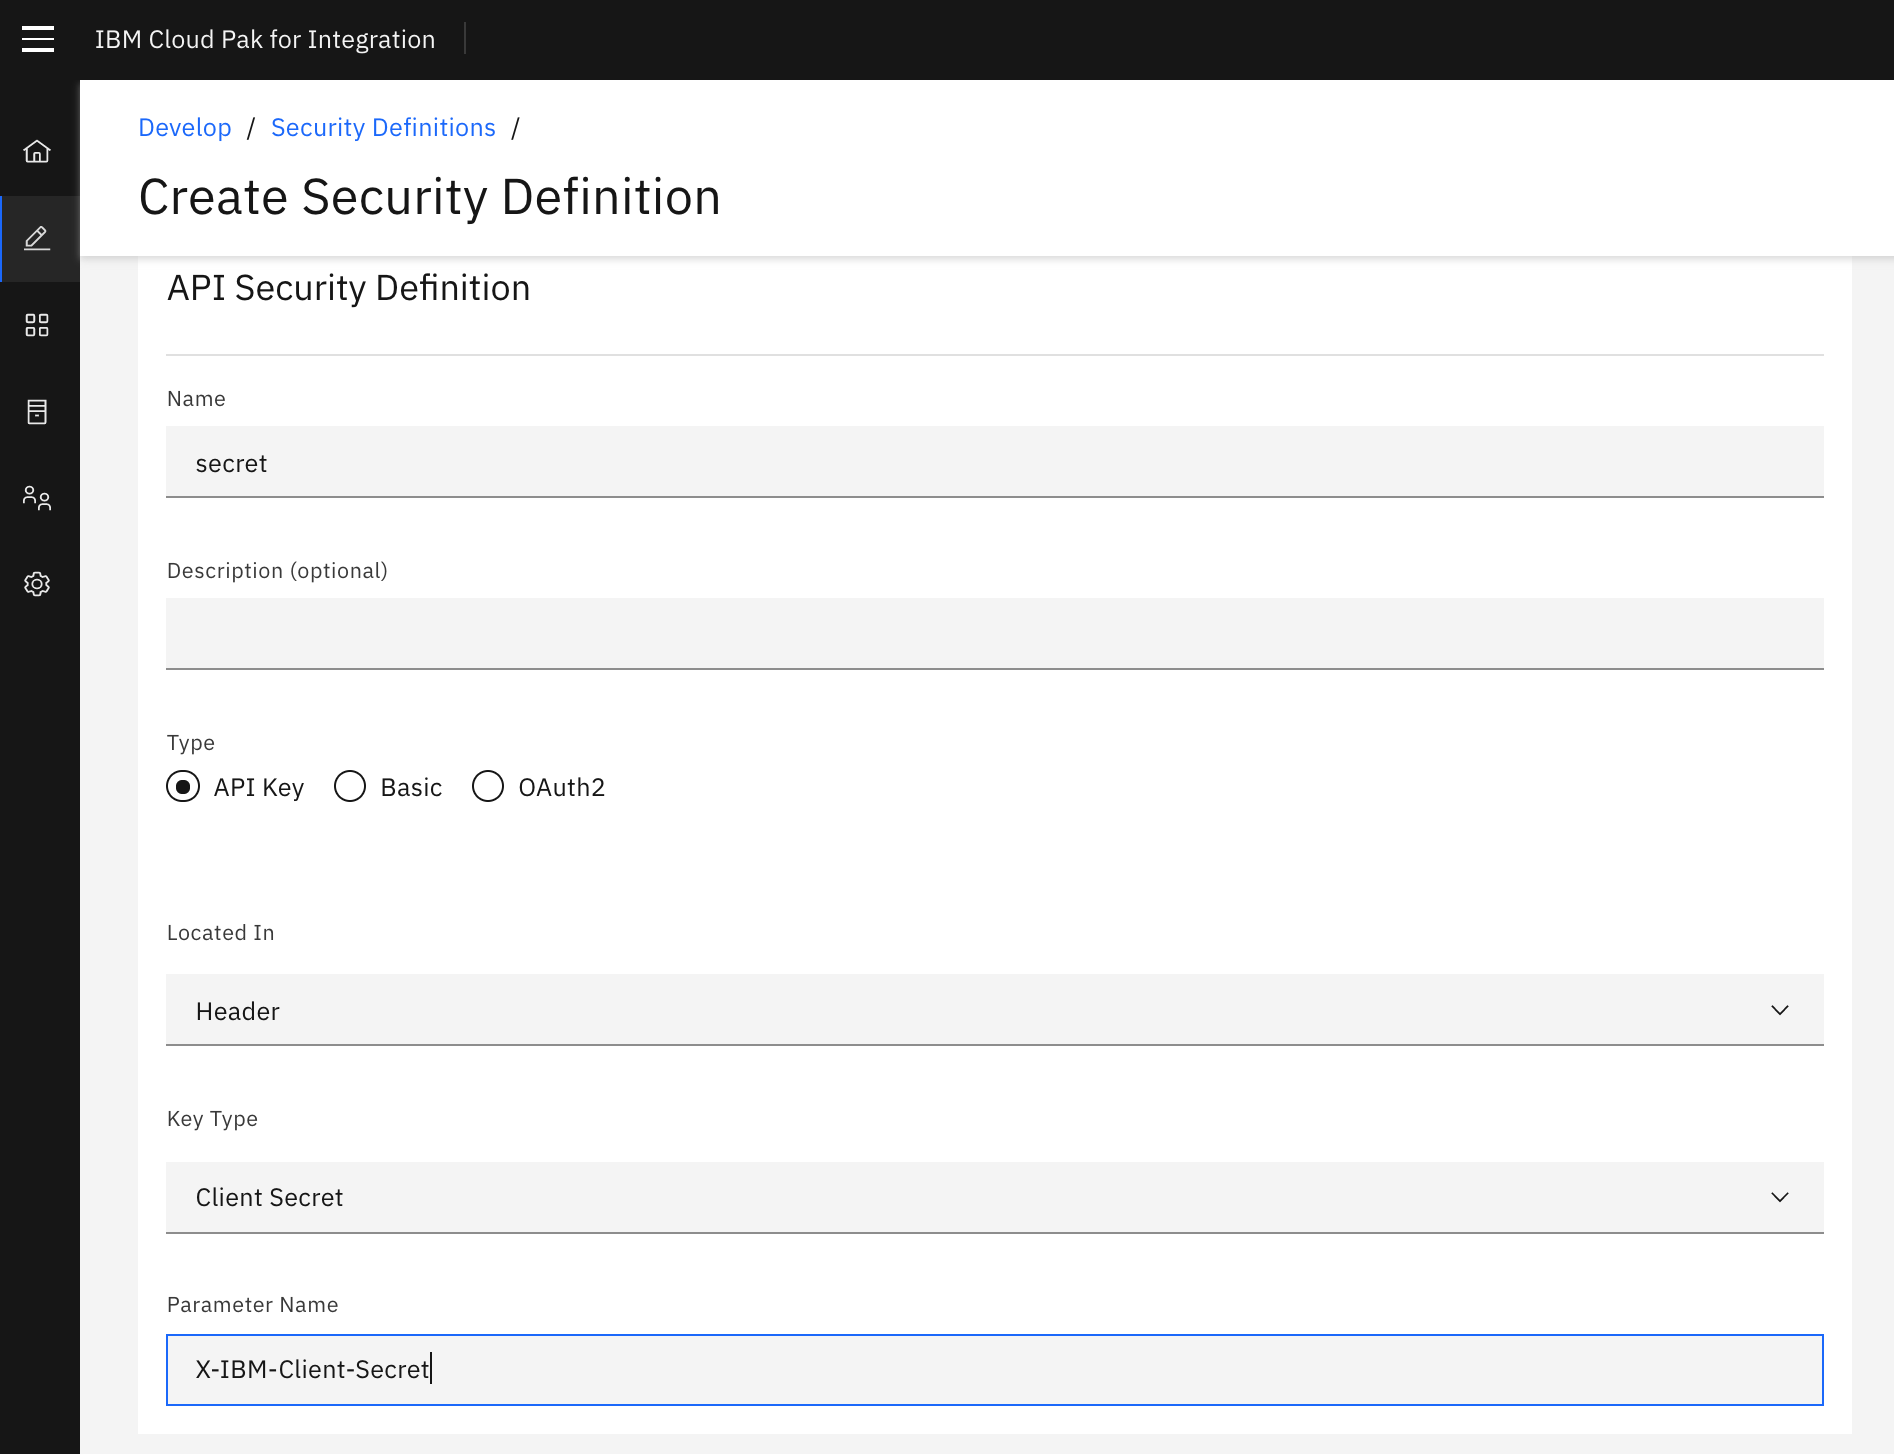 IBM Cloud Pak for Integration
Develop / Security Definitions /
Create Security Definition
API Security Definition
Name
secret
Description (optional)
Type
API Key Basic OAuth2
Located In
Header
Key Type
Client Secret
Parameter Name
X-IBM-Client-Secret